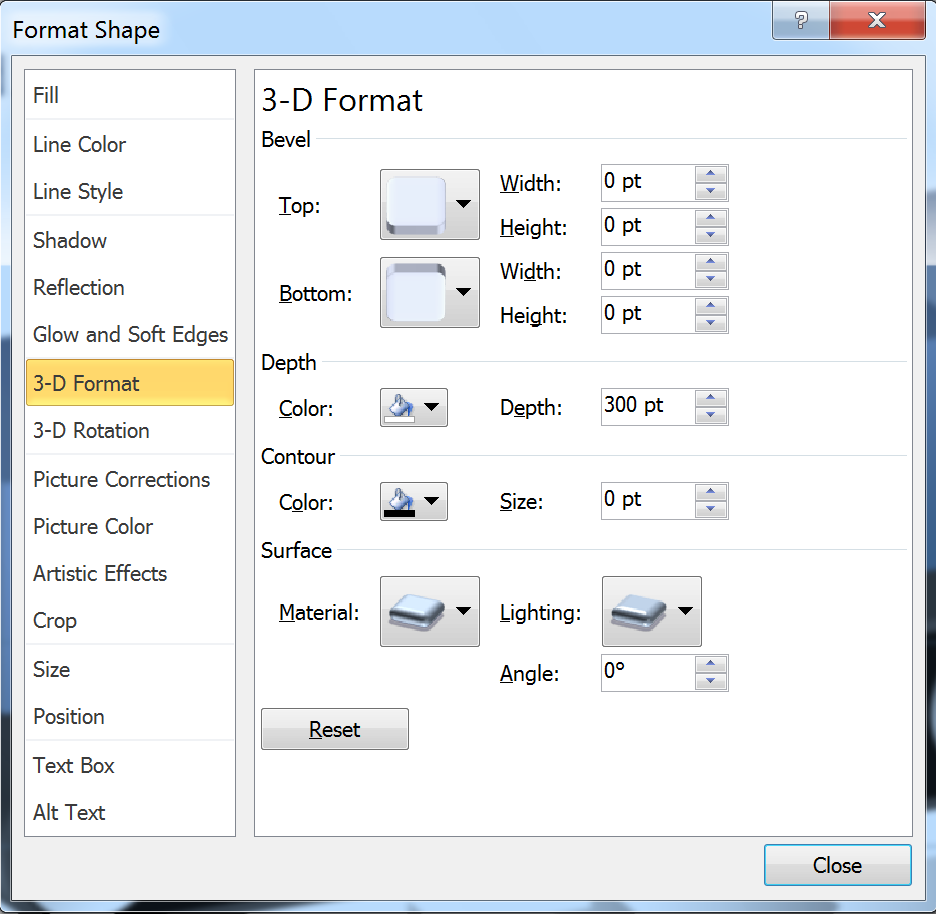 Format Shape
?
Fill
Line Color
Line Style
Shadow
Reflection
Glow and Soft Edges
3-D Format
3-D Rotation
Picture Corrections
Picture Color
Artistic Effects
Crop
Size
Position
Text Box
Alt Text
3-D Format
Bevel
Top:
Width: 0 pt
Height: 0 pt
Bottom:
Width: 0 pt
Height: 0 pt
Depth
Color: Depth: 300 pt
Contour
Color: Size: 0 pt
Surface
Material: Lighting:
Angle: 0°
Reset
Close